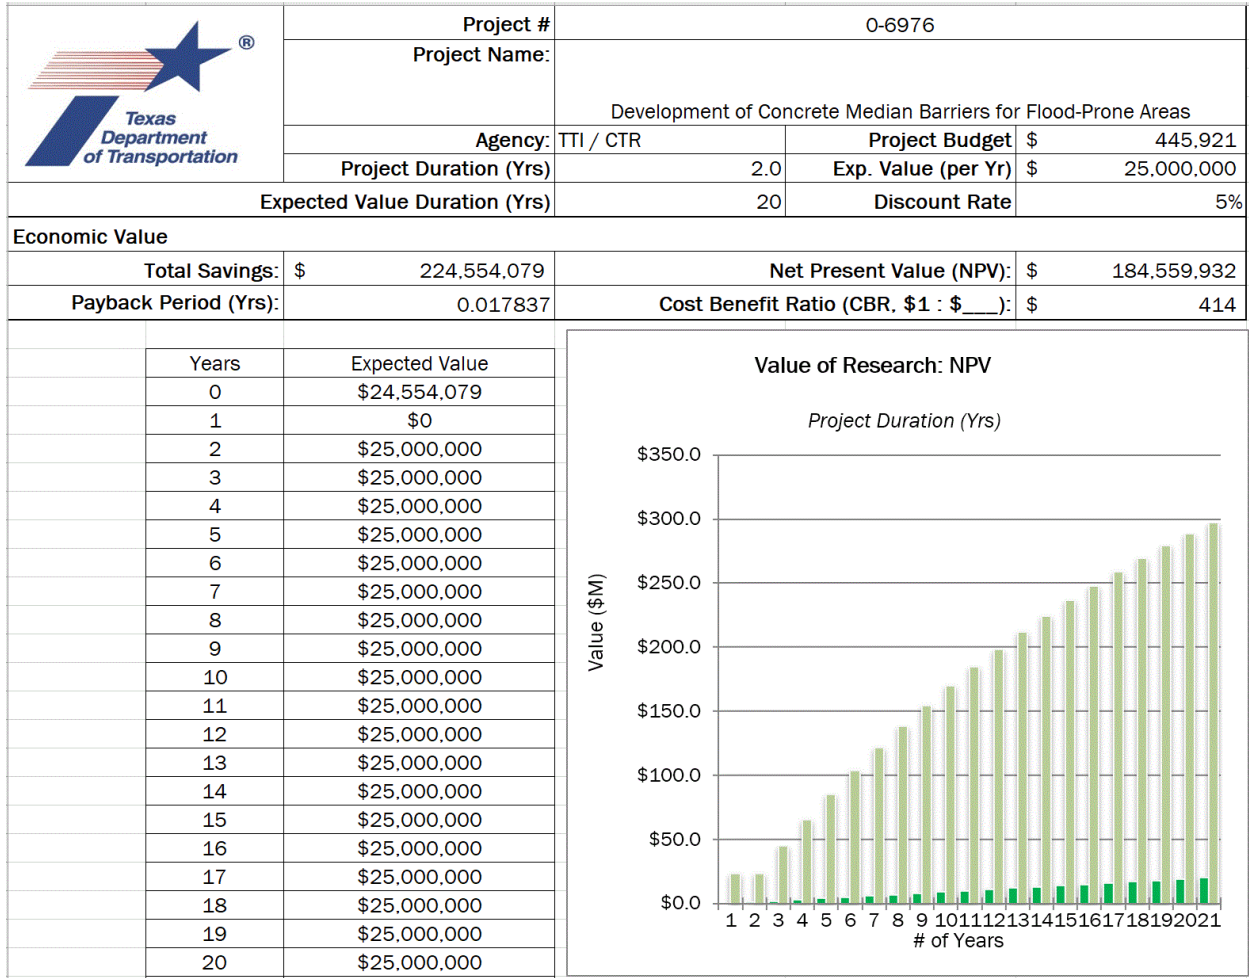 Texas
Department
of Transportation
®
Project # 0-6976
Project Name:
Development of Concrete Median Barriers for Flood-Prone Areas
Agency: TTI / CTR Project Budget $ 445,921
Project Duration (Yrs) 2.0 Exp. Value (per Yr) $ 25,000,000
Expected Value Duration (Yrs) 20 Discount Rate 5%
Economic Value
Total Savings: $ 224,554,079 Net Present Value (NPV): $ 184,559,932
Payback Period (Yrs): 0.017837 Cost Benefit Ratio (CBR, $1 : $___): $ 414
Years Expected Value
0 $24,554,079
1 $0
2 $25,000,000
3 $25,000,000
4 $25,000,000
5 $25,000,000
6 $25,000,000
7 $25,000,000
8 $25,000,000
9 $25,000,000
10 $25,000,000
11 $25,000,000
12 $25,000,000
13 $25,000,000
14 $25,000,000
15 $25,000,000
16 $25,000,000
17 $25,000,000
18 $25,000,000
19 $25,000,000
20 $25,000,000
Value of Research: NPV
Project Duration (Yrs)
Value ($M)
$350.0
$300.0
$250.0
$200.0
$150.0
$100.0
$50.0
$0.0
1 2 3 4 5 6 7 8 9 10 11 12 13 14 15 16 17 18 19 20 21
# of Years